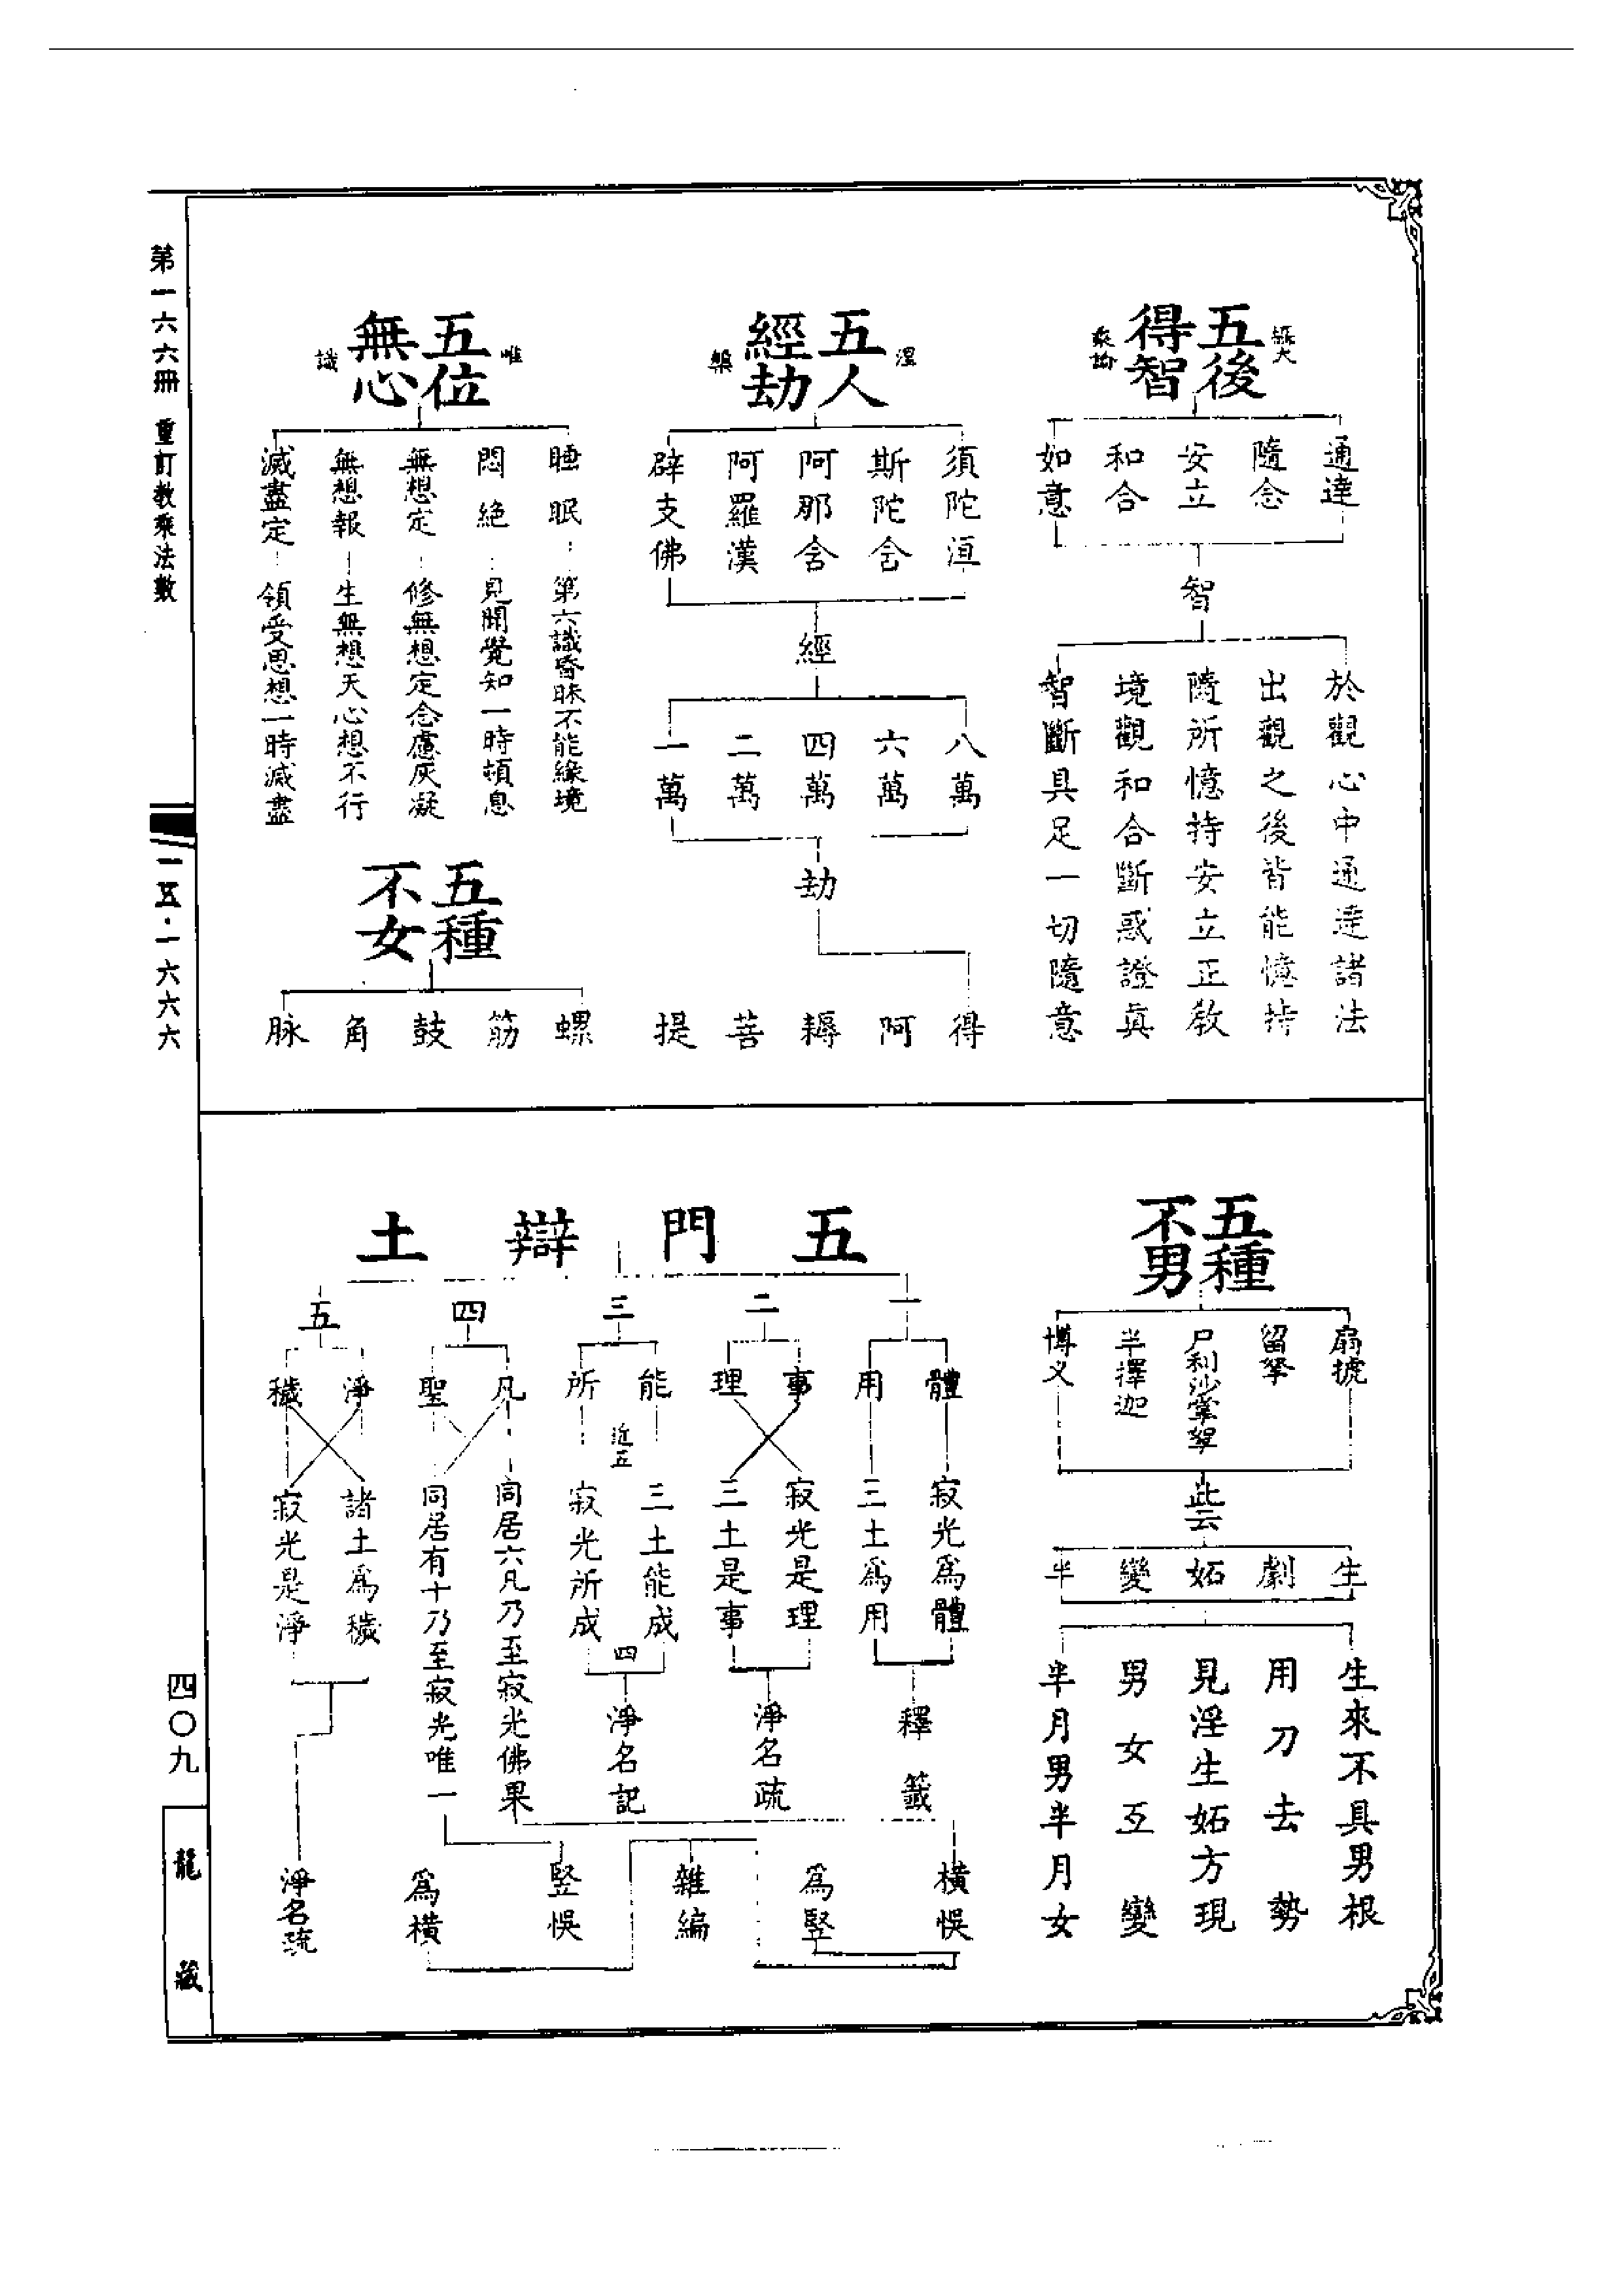 五後得智
攝大
乘論
通達
隨念
安立
和合
如意
智
於觀心中通達諸法
出觀之後皆能憶持
隨所憶持安立正教
境觀和合斷惑證真
智斷具足一切隨意
五人經劫
涅
槃
須陀洹
斯陀含
阿那含
阿羅漢
辟支佛
經
八萬
六萬
四萬
二萬
一萬
劫
得
阿
耨
菩
提
五位無心
唯
識
睡眠
悶絕
無想定
無想報
滅盡定
第六識昏昧不能緣境
見聞覺知一時頓息
修無想定念慮灰凝
生無想天心想不行
領受思想一時滅盡
五種不女
螺
筋
鼓
角
脉
五種不男
扇搋
留拏
尸利沙掌拏
半擇迦
博义
此云
生
劇
妬
變
半
生來不具男根
用刀去勢
見淫生妬方現
男女互變
半月男半月女
五門辯土
一
體
用
寂光為體
三土為用
釋籤
二
事
理
寂光是理
三土是事
淨名疏
三
能
所
近五
三土能成
寂光所成
四
淨名記
四
凡
聖
同居六凡乃至寂光佛果
同居有十乃至寂光唯一
橫悞
為竪
雜編
竪悞
為橫
五
淨
穢
諸土為穢
寂光是淨
淨名疏
第一六六冊 重訂教乘法數
一五·一六六六
四〇九
龍藏